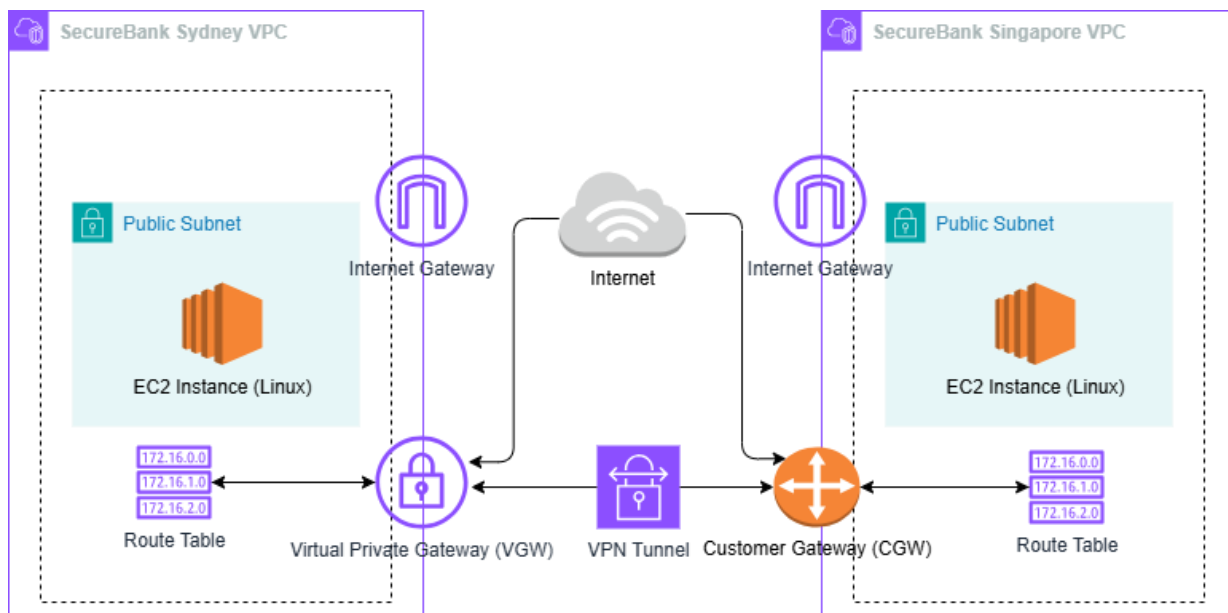 SecureBank Sydney VPC
SecureBank Singapore VPC
Public Subnet
Internet Gateway
Internet
Internet Gateway
Public Subnet
EC2 Instance (Linux)
EC2 Instance (Linux)
172.16.0.0
172.16.1.0
172.16.2.0
Route Table
Virtual Private Gateway (VGW)
VPN Tunnel
Customer Gateway (CGW)
172.16.0.0
172.16.1.0
172.16.2.0
Route Table